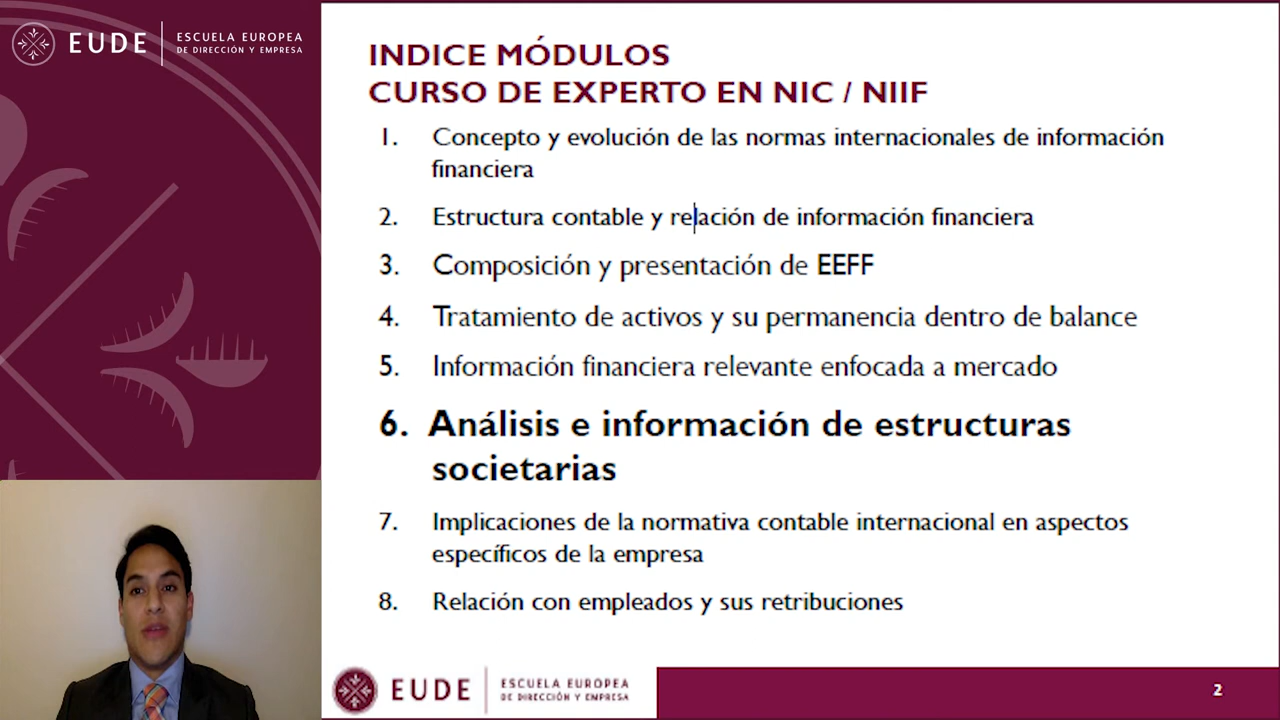 EUDE
ESCUELA EUROPEA
DE DIRECCIÓN Y EMPRESA
INDICE MÓDULOS
CURSO DE EXPERTO EN NIC / NIIF
1. Concepto y evolución de las normas internacionales de información
financiera
2. Estructura contable y relación de información financiera
3. Composición y presentación de EEFF
4. Tratamiento de activos y su permanencia dentro de balance
5. Información financiera relevante enfocada a mercado
6. Análisis e información de estructuras
societarias
7. Implicaciones de la normativa contable internacional en aspectos
específicos de la empresa
8. Relación con empleados y sus retribuciones
EUDE
ESCUELA EUROPEA
DE DIRECCIÓN Y EMPRESA
2